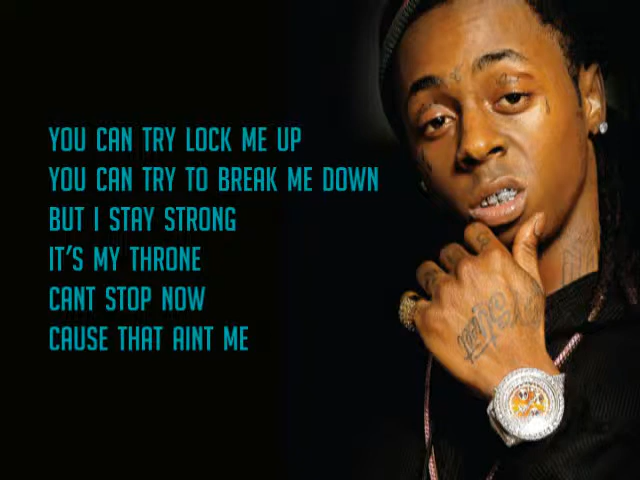 YOU CAN TRY LOCK ME UP
YOU CAN TRY TO BREAK ME DOWN
BUT I STAY STRONG
IT'S MY THRONE
CANT STOP NOW
CAUSE THAT AINT ME